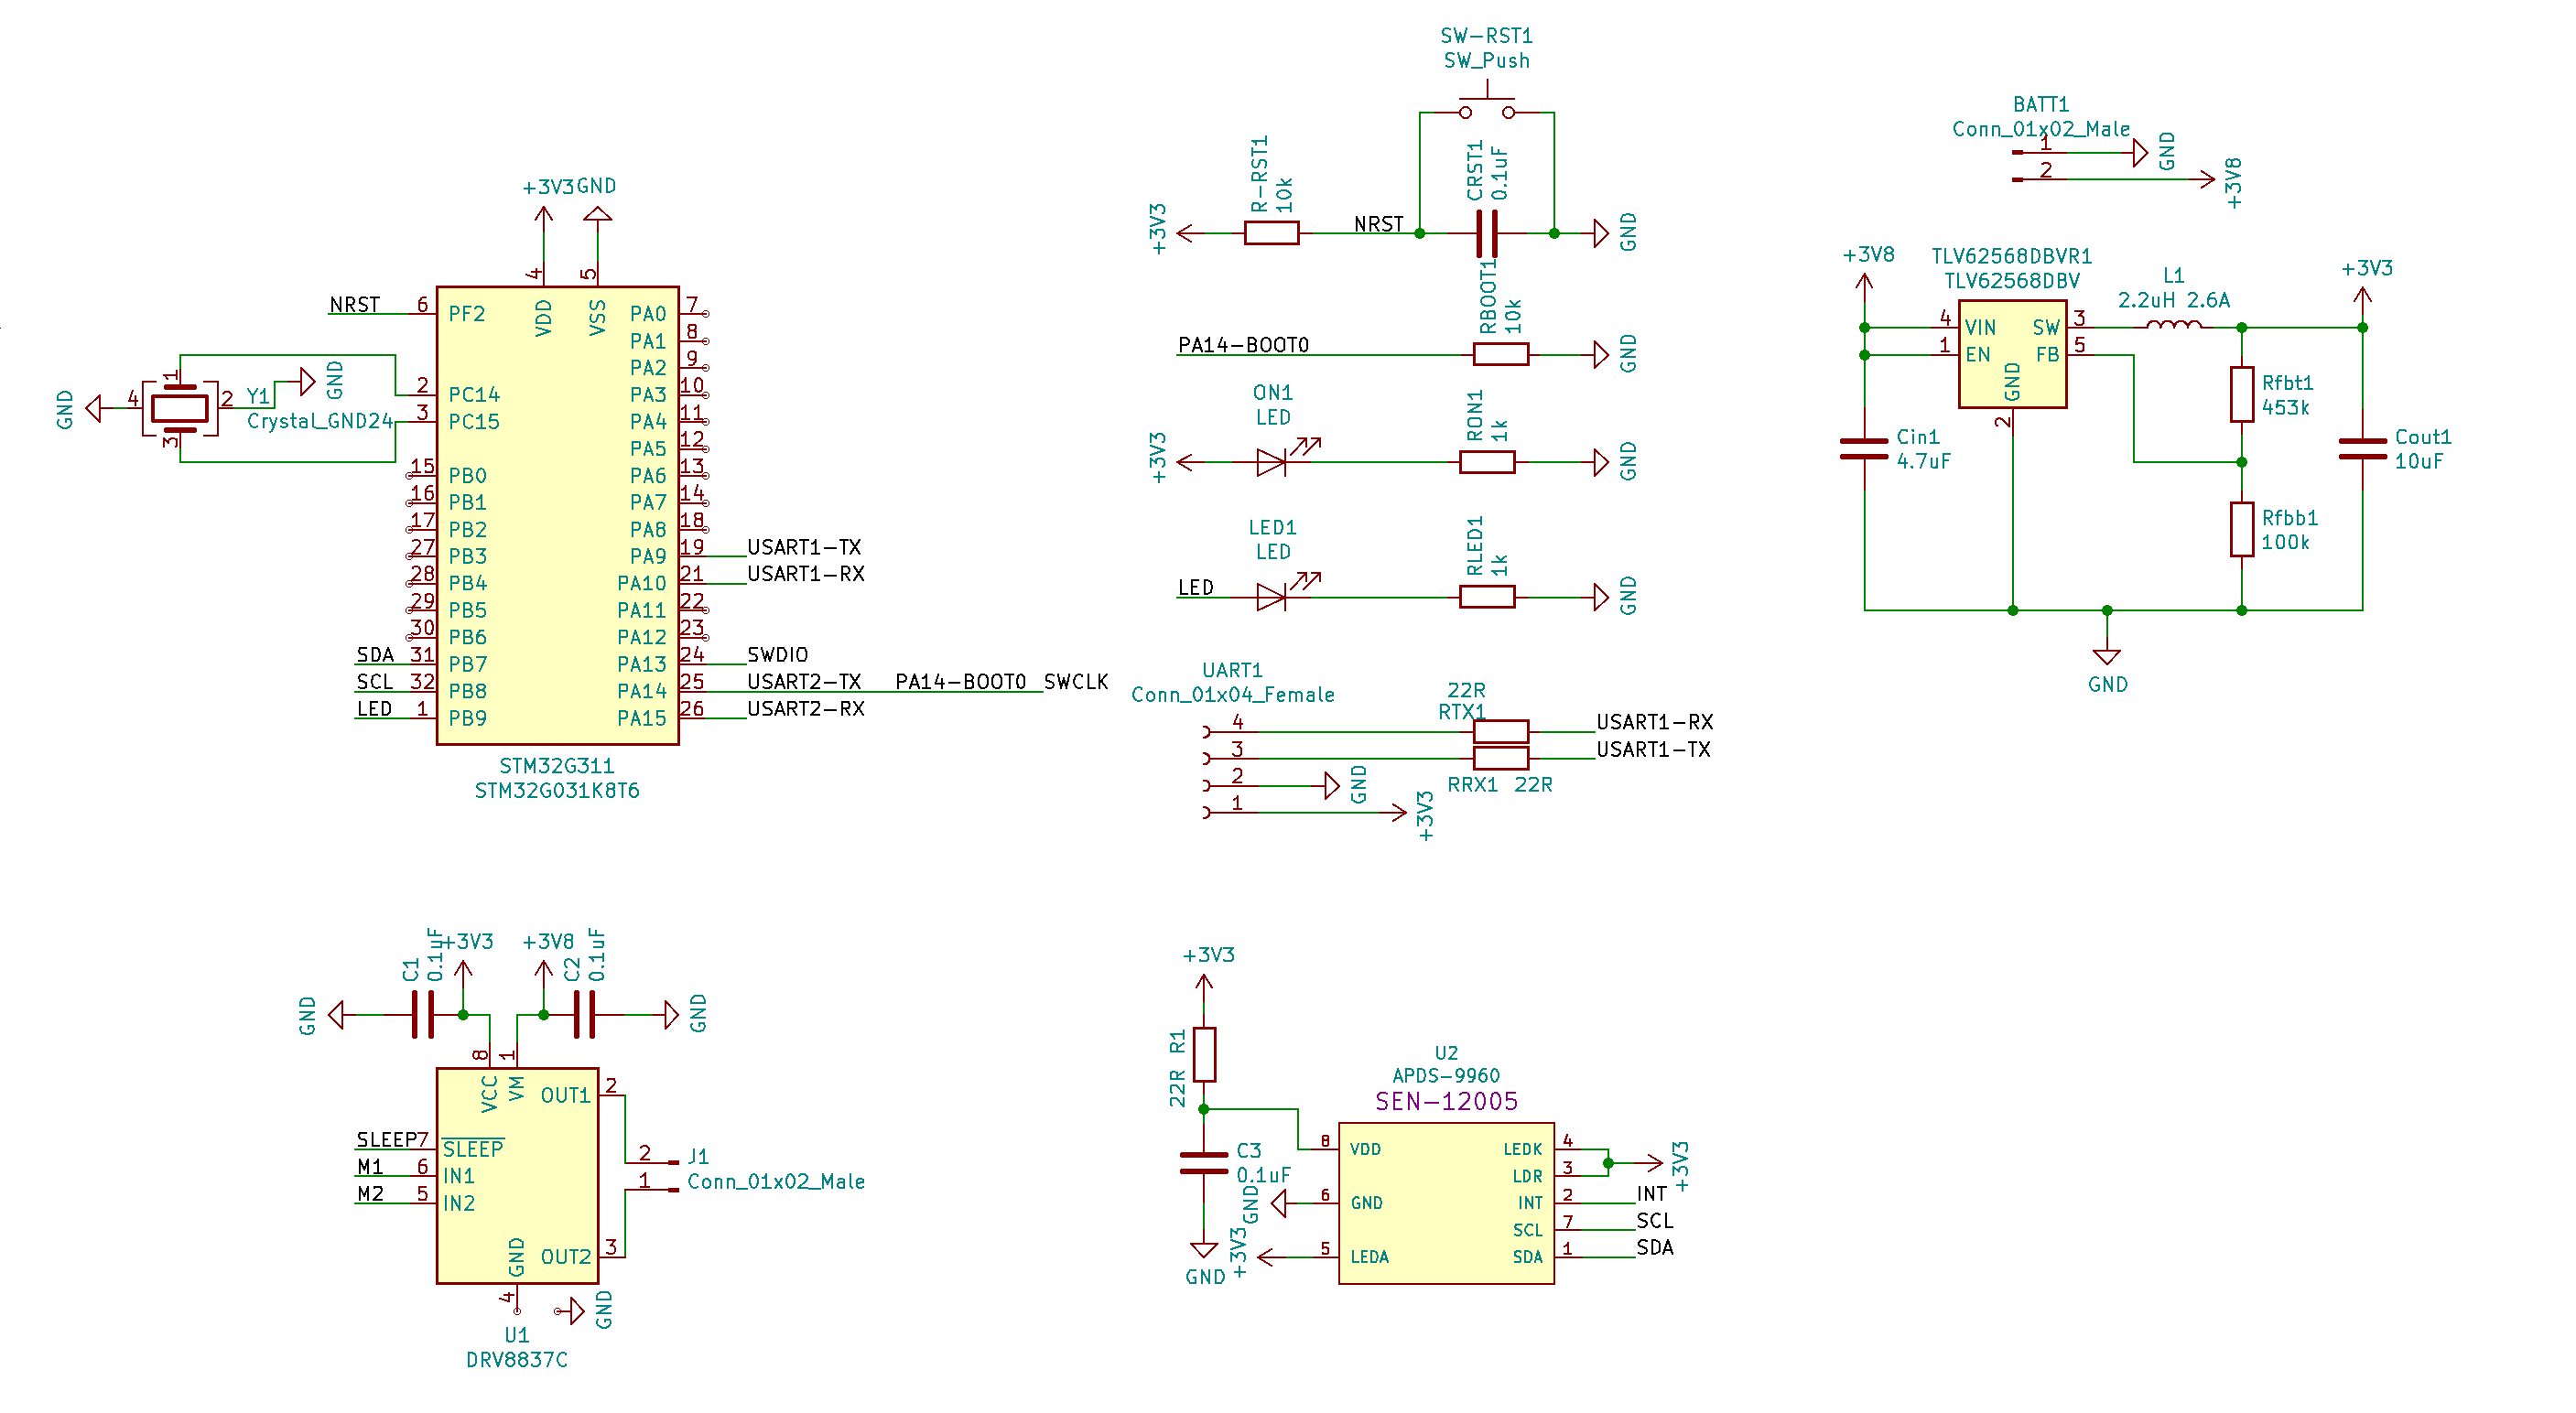 +3V3
GND
4
5
NRST
6
PF2
VDD
VSS
PA0
7
PA1
8
PA2
9
2
PC14
PA3
10
3
PC15
PA4
11
PA5
12
15
PB0
PA6
13
16
PB1
PA7
14
17
PB2
PA8
18
27
PB3
PA9
19
USART1-TX
28
PB4
PA10
21
USART1-RX
29
PB5
PA11
22
30
PB6
PA12
23
SDA
31
PB7
PA13
24
SWDIO
SCL
32
PB8
PA14
25
USART2-TX
PA14-BOOT0
SWCLK
LED
1
PB9
PA15
26
USART2-RX
STM32G311
STM32G031K8T6
GND
4
1
3
2
GND
Y1
Crystal_GND24
SW-RST1
SW_Push
+3V3
R-RST1
10k
NRST
CRST1
0.1uF
GND
PA14-BOOT0
RBOOT1
10k
GND
ON1
LED
+3V3
RON1
1k
GND
LED1
LED
LED
RLED1
1k
GND
UART1
Conn_01x04_Female
4
3
2
1
22R
RTX1
USART1-RX
USART1-TX
RRX1 22R
GND
+3V3
BATT1
Conn_01x02_Male
1
2
GND
+3V8
+3V8
TLV62568DBVR1
TLV62568DBV
4
VIN
SW
3
1
EN
FB
5
GND
2
L1
2.2uH 2.6A
+3V3
Rfbt1
453k
Cin1
4.7uF
Cout1
10uF
Rfbb1
100k
GND
GND
C1
0.1uF
+3V3
+3V8
C2
0.1uF
GND
8
1
VCC
VM
OUT1
2
SLEEP
7
SLEEP
M1
6
IN1
M2
5
IN2
GND
OUT2
3
4
GND
2
1
J1
Conn_01x02_Male
U1
DRV8837C
+3V3
R1
22R
C3
0.1uF
GND
U2
APDS-9960
SEN-12005
8
VDD
LEDK
4
LDR
3
+3V3
GND
6
GND
INT
2
INT
SCL
7
SCL
+3V3
5
LEDA
SDA
1
SDA